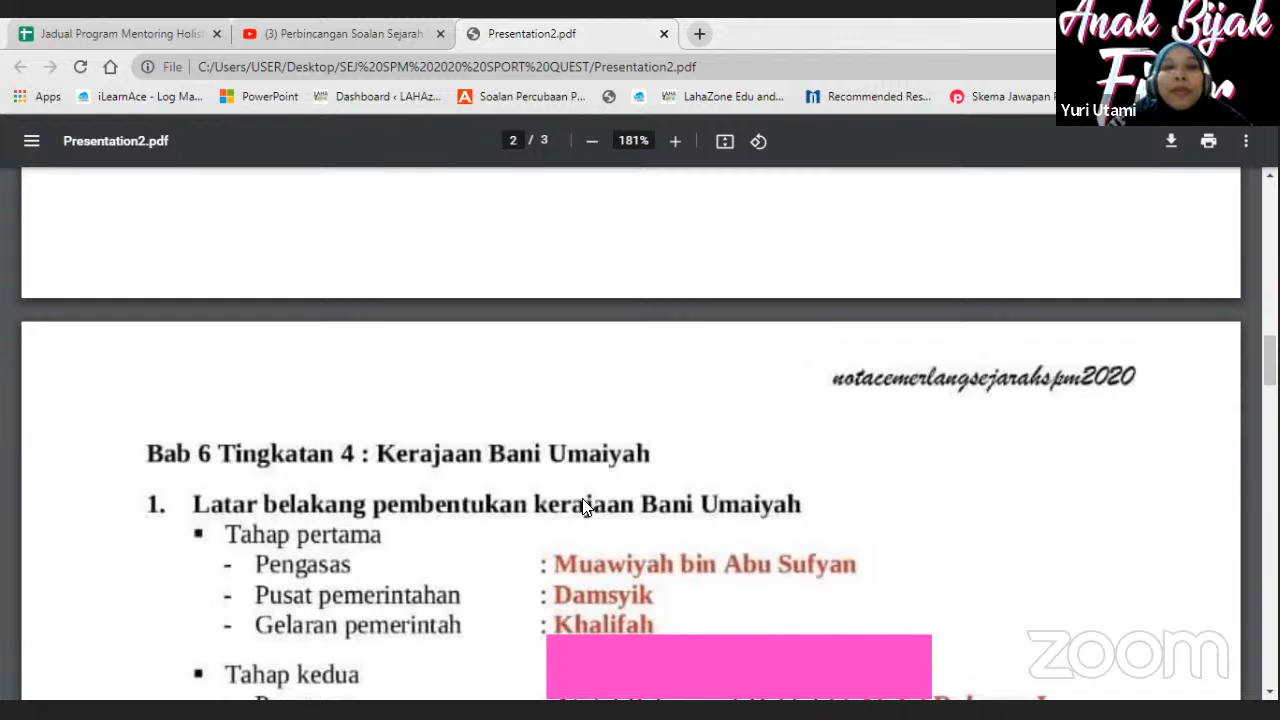 Jadual Program Mentoring Holis
(3) Perbincangan Soalan Sejarah
Presentation2.pdf
File
C:/Users/USER/Desktop/SEJ%20SPM%
SPORT%20QUEST/Presentation2.pdf
Apps
iLearnAce - Log Ma...
PowerPoint
Dashboard ‹ LAHAz...
Soalan Percubaan P...
LahaZone Edu and...
Recommended Res...
Skema Jawapan
Anak Bijak
Yuri Utami
Presentation2.pdf
2 / 3
181%
notacemerlangsejarahspm2020
Bab 6 Tingkatan 4 : Kerajaan Bani Umaiyah
1. Latar belakang pembentukan kerajaan Bani Umaiyah
▪ Tahap pertama
- Pengasas : Muawiyah bin Abu Sufyan
- Pusat pemerintahan : Damsyik
- Gelaran pemerintah : Khalifah
zoom
▪ Tahap kedua